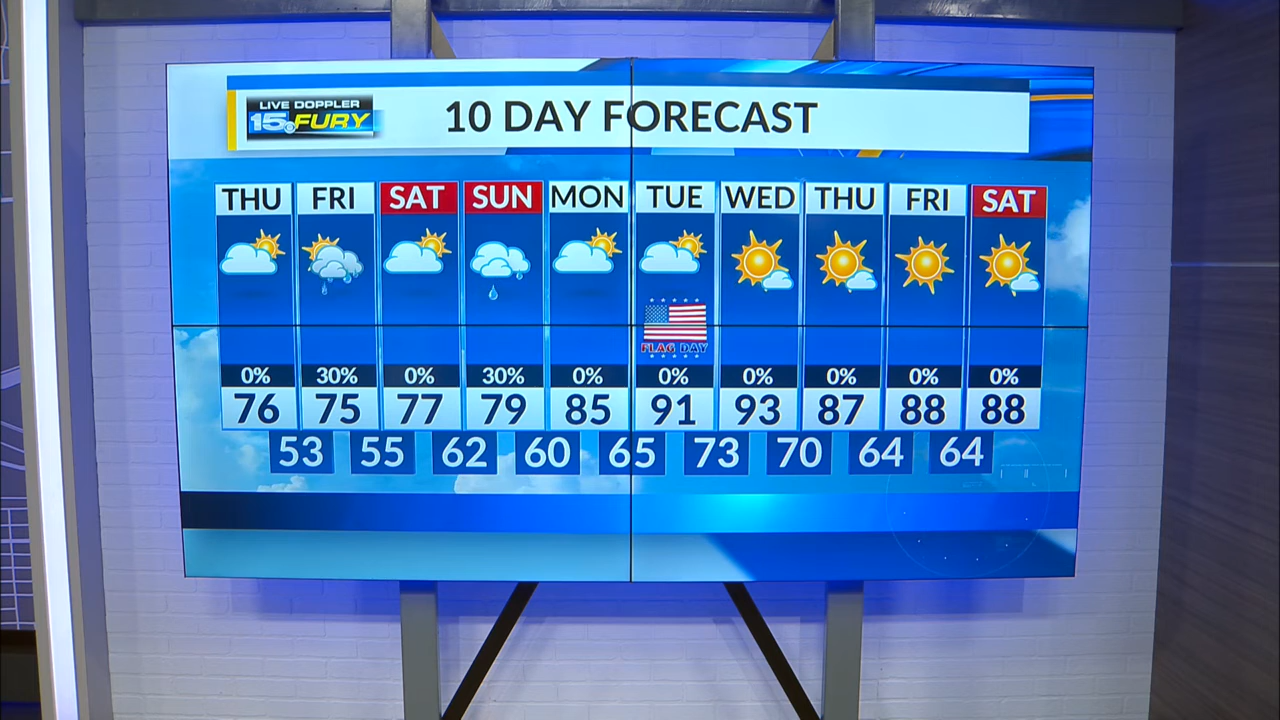 LIVE DOPPLER
15 FURY
10 DAY FORECAST
THU FRI SAT SUN MON TUE WED THU FRI SAT
FLAG DAY
0% 30% 0% 30% 0% 0% 0% 0% 0% 0%
76 75 77 79 85 91 93 87 88 88
53 55 62 60 65 73 70 64 64